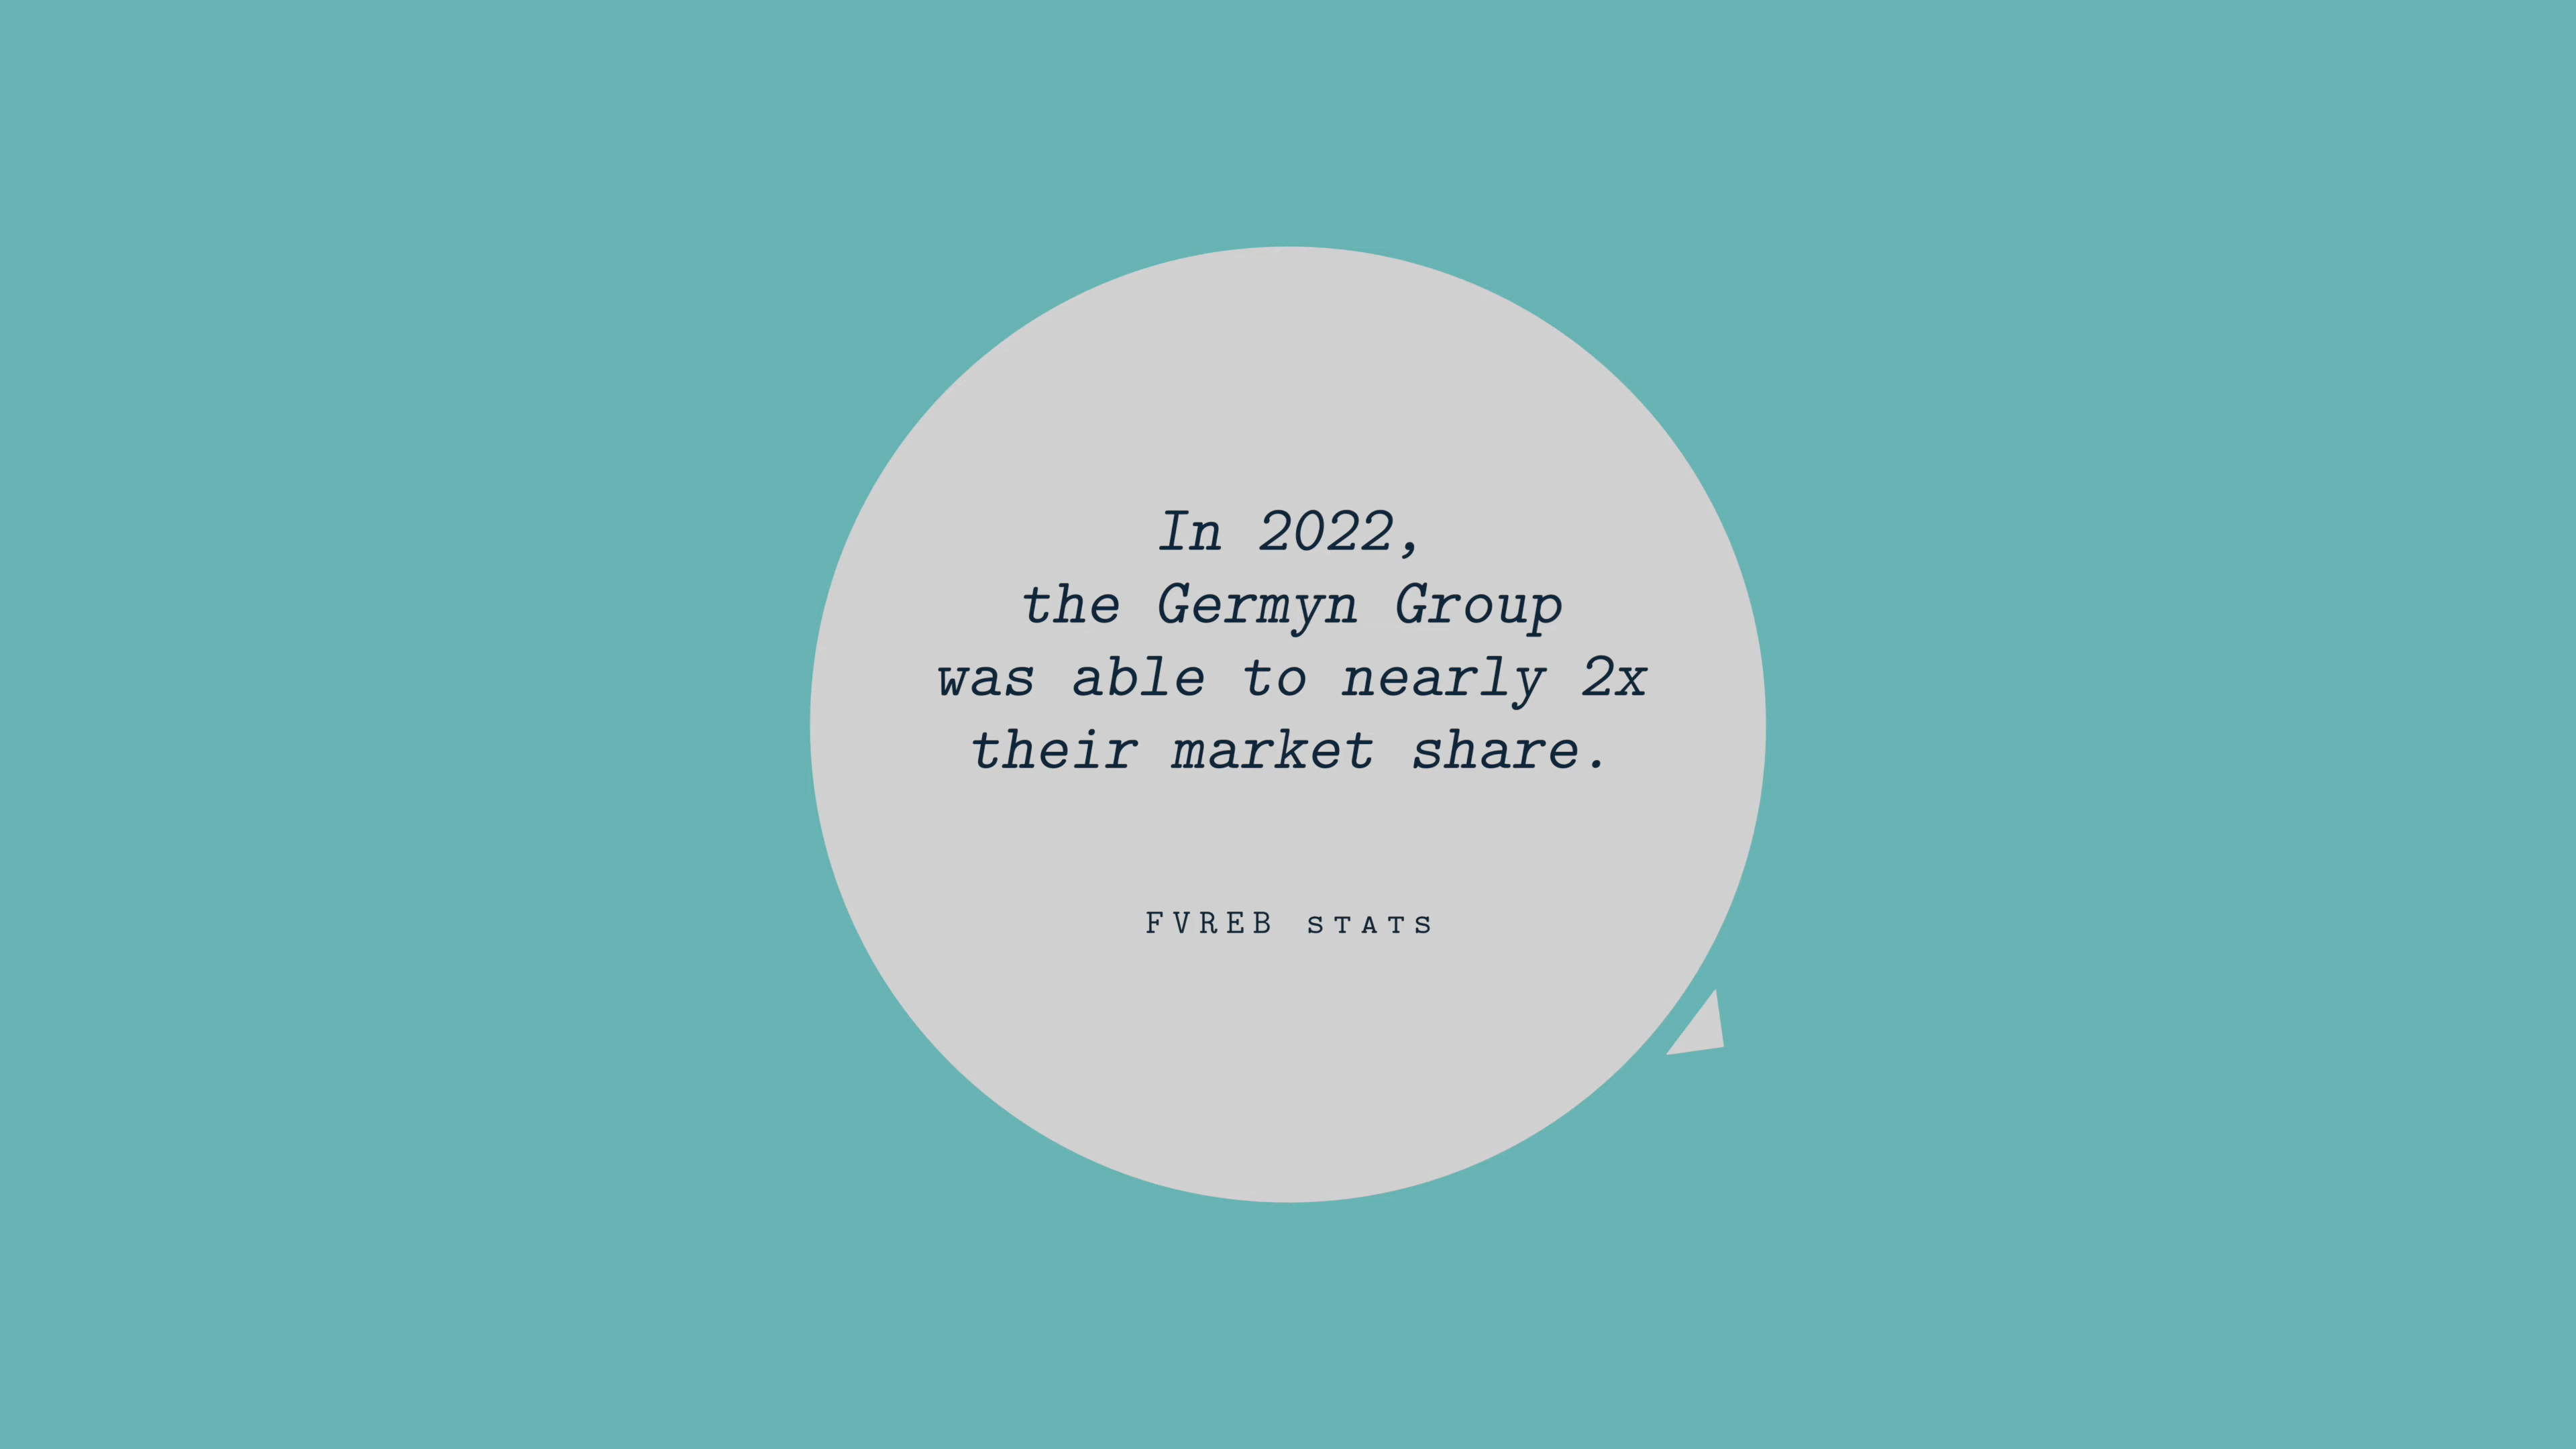 In 2022,
the Germyn Group
was able to nearly 2x
their market share.
FVREB STATS